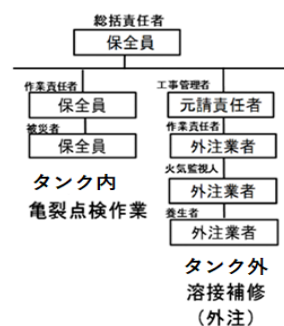 総括責任者
保全員
作業責任者
保全員
被災者
保全員
タンク内
亀裂点検作業
工事管理者
元請責任者
作業責任者
外注業者
火気監視人
外注業者
養生者
外注業者
タンク外
溶接補修
（外注）